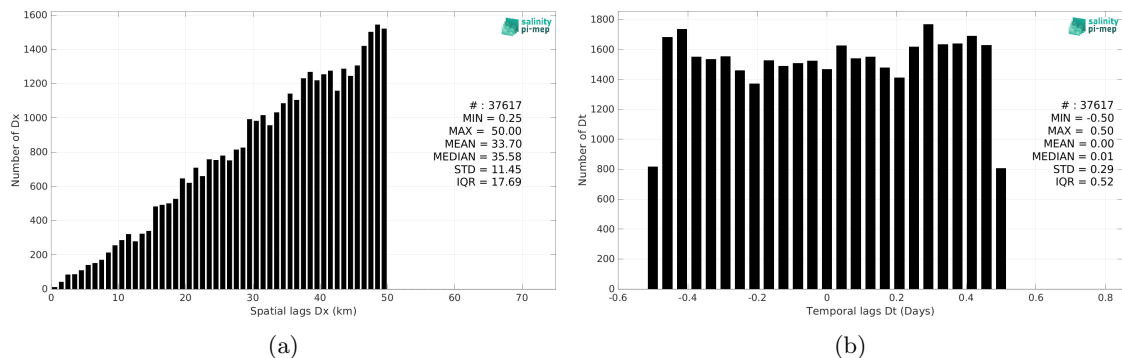 1600
1400
1200
1000
800
600
400
200
0
Number of Dx
0 10 20 30 40 50 60 70
Spatial lags Dx (km)
salinity
pi-mep
# : 37617
MIN = 0.25
MAX = 50.00
MEAN = 33.70
MEDIAN = 35.58
STD = 11.45
IQR = 17.69
(a)
1800
1600
1400
1200
1000
800
600
400
200
0
Number of Dt
-0.6 -0.4 -0.2 0 0.2 0.4 0.6 0.8
Temporal lags Dt (Days)
salinity
pi-mep
# : 37617
MIN = -0.50
MAX = 0.50
MEAN = 0.00
MEDIAN = 0.01
STD = 0.29
IQR = 0.52
(b)